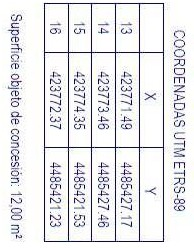 COORDENADAS UTM ETRS-89
X Y
13 423771.49 4485427.17
14 423773.46 4485427.46
15 423774.35 4485421.53
16 423772.37 4485421.23
Superficie objeto de concesión: 12,00 m²